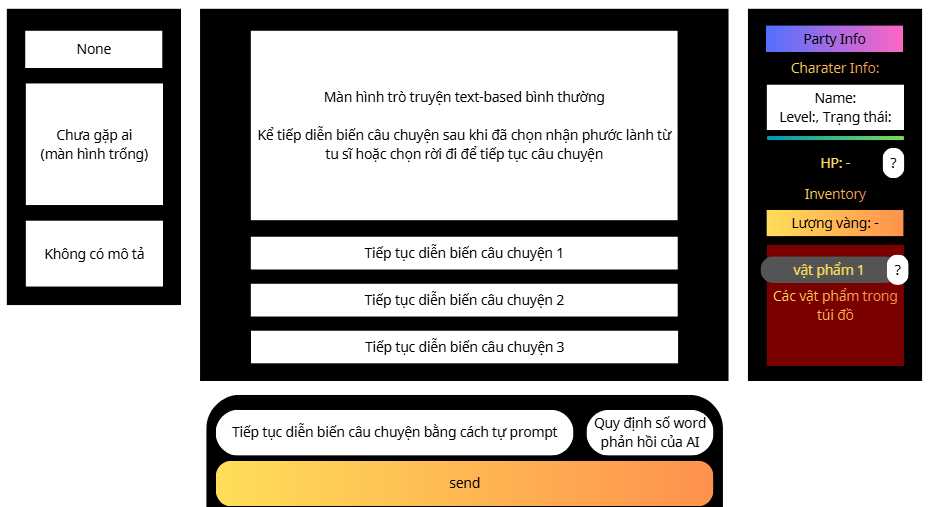 None
Chưa gặp ai
(màn hình trống)
Không có mô tả
Màn hình trò truyện text-based bình thường
Kể tiếp diễn biến câu chuyện sau khi đã chọn nhận phước lành từ
tu sĩ hoặc chọn rời đi để tiếp tục câu chuyện
Tiếp tục diễn biến câu chuyện 1
Tiếp tục diễn biến câu chuyện 2
Tiếp tục diễn biến câu chuyện 3
Tiếp tục diễn biến câu chuyện bằng cách tự prompt
Quy định số word
phản hồi của AI
send
Party Info
Charater Info:
Name:
Level:, Trạng thái:
HP: -
?
Inventory
Lượng vàng: -
vật phẩm 1
?
Các vật phẩm trong
túi đồ